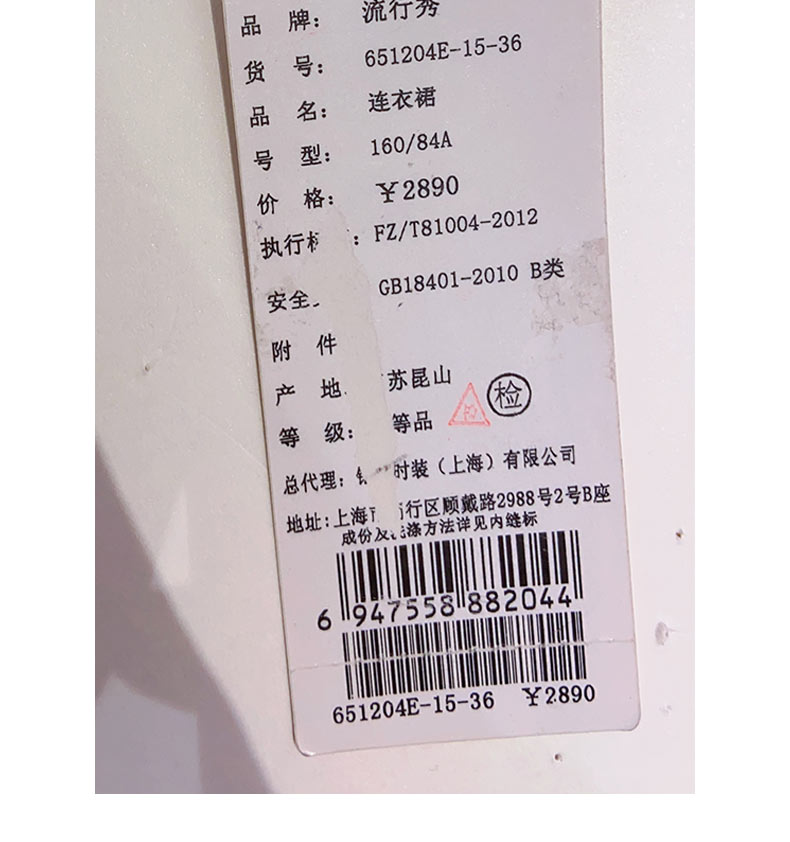 品 牌: 流行秀
货 号: 651204E-15-36
品 名: 连衣裙
号 型: 160/84A
价 格: ¥2890
执行 : FZ/T81004-2012
安全 GB18401-2010 B类
附 件
产 地 苏昆山
等 级: 等品
检
总代理: 时装(上海)有限公司
地址:上海 行区顾戴路2988号2号B座
成份及 涤方法详见内缝标
6 947558 882044
651204E-15-36 ¥2890